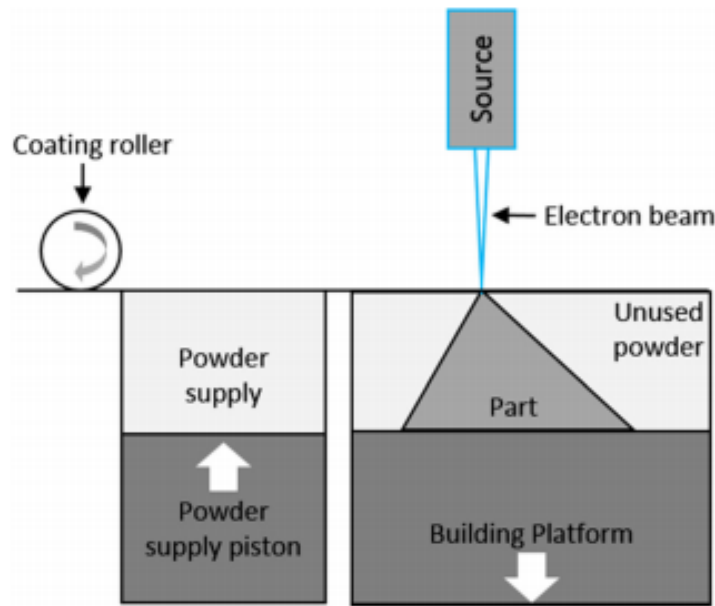 Source
Coating roller
Electron beam
Unused
powder
Powder
supply
Part
Powder
supply piston
Building Platform